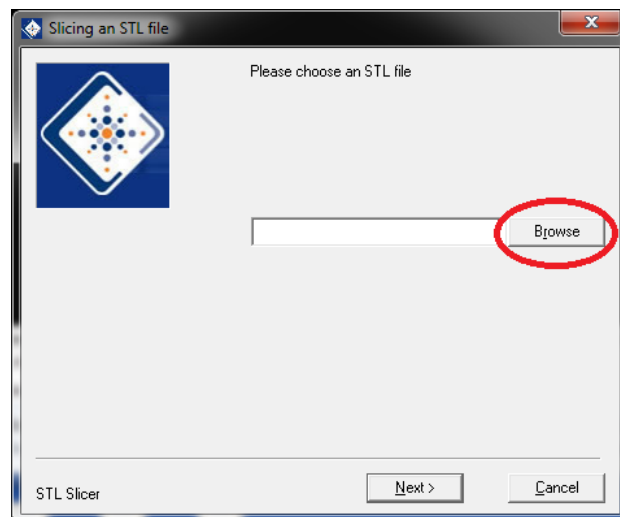 Slicing an STL file
Please choose an STL file
Browse
STL Slicer
Next >
Cancel